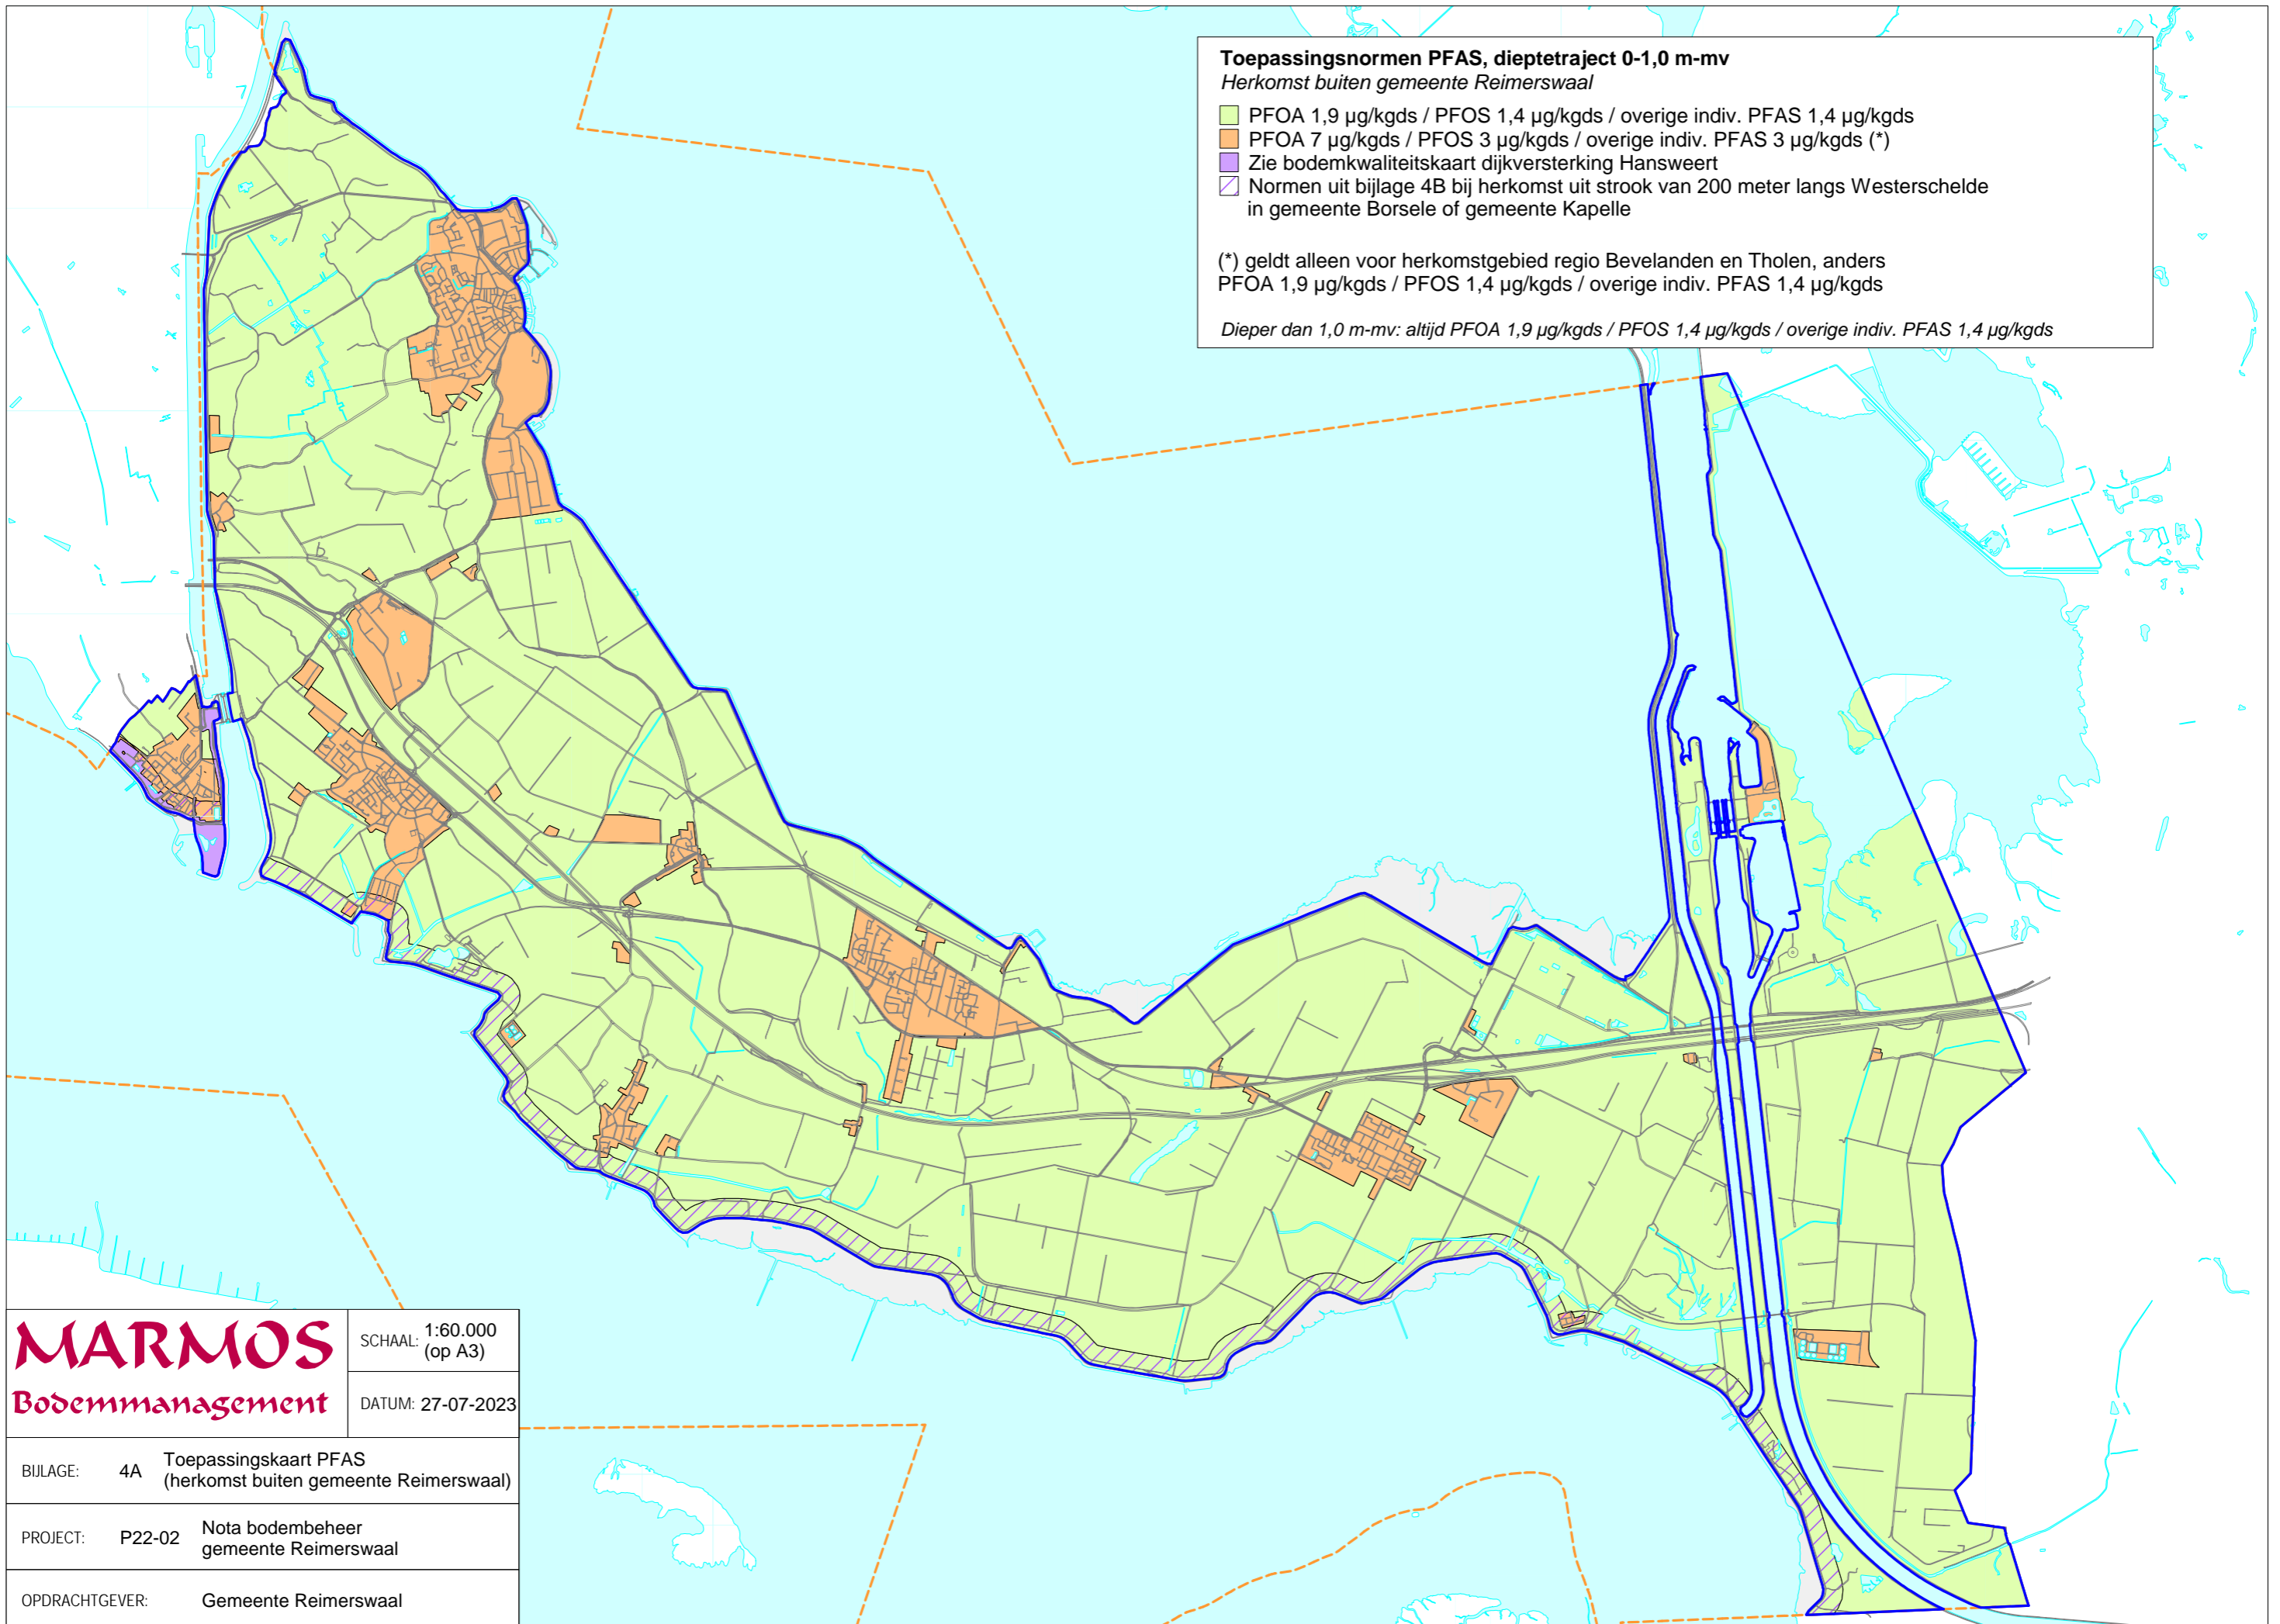 Toepassingsnormen PFAS, dieptetraject 0-1,0 m-mv
Herkomst buiten gemeente Reimerswaal
PFOA 1,9 µg/kgds / PFOS 1,4 µg/kgds / overige indiv. PFAS 1,4 µg/kgds
PFOA 7 µg/kgds / PFOS 3 µg/kgds / overige indiv. PFAS 3 µg/kgds (*)
Zie bodemkwaliteitskaart dijkversterking Hansweert
Normen uit bijlage 4B bij herkomst uit strook van 200 meter langs Westerschelde
in gemeente Borsele of gemeente Kapelle
(*) geldt alleen voor herkomstgebied regio Bevelanden en Tholen, anders
PFOA 1,9 µg/kgds / PFOS 1,4 µg/kgds / overige indiv. PFAS 1,4 µg/kgds
Dieper dan 1,0 m-mv: altijd PFOA 1,9 µg/kgds / PFOS 1,4 µg/kgds / overige indiv. PFAS 1,4 µg/kgds
MARMOS
Bodemmanagement
SCHAAL: 1:60.000
(op A3)
DATUM: 27-07-2023
BIJLAGE: 4A Toepassingskaart PFAS
(herkomst buiten gemeente Reimerswaal)
PROJECT: P22-02 Nota bodembeheer
gemeente Reimerswaal
OPDRACHTGEVER: Gemeente Reimerswaal